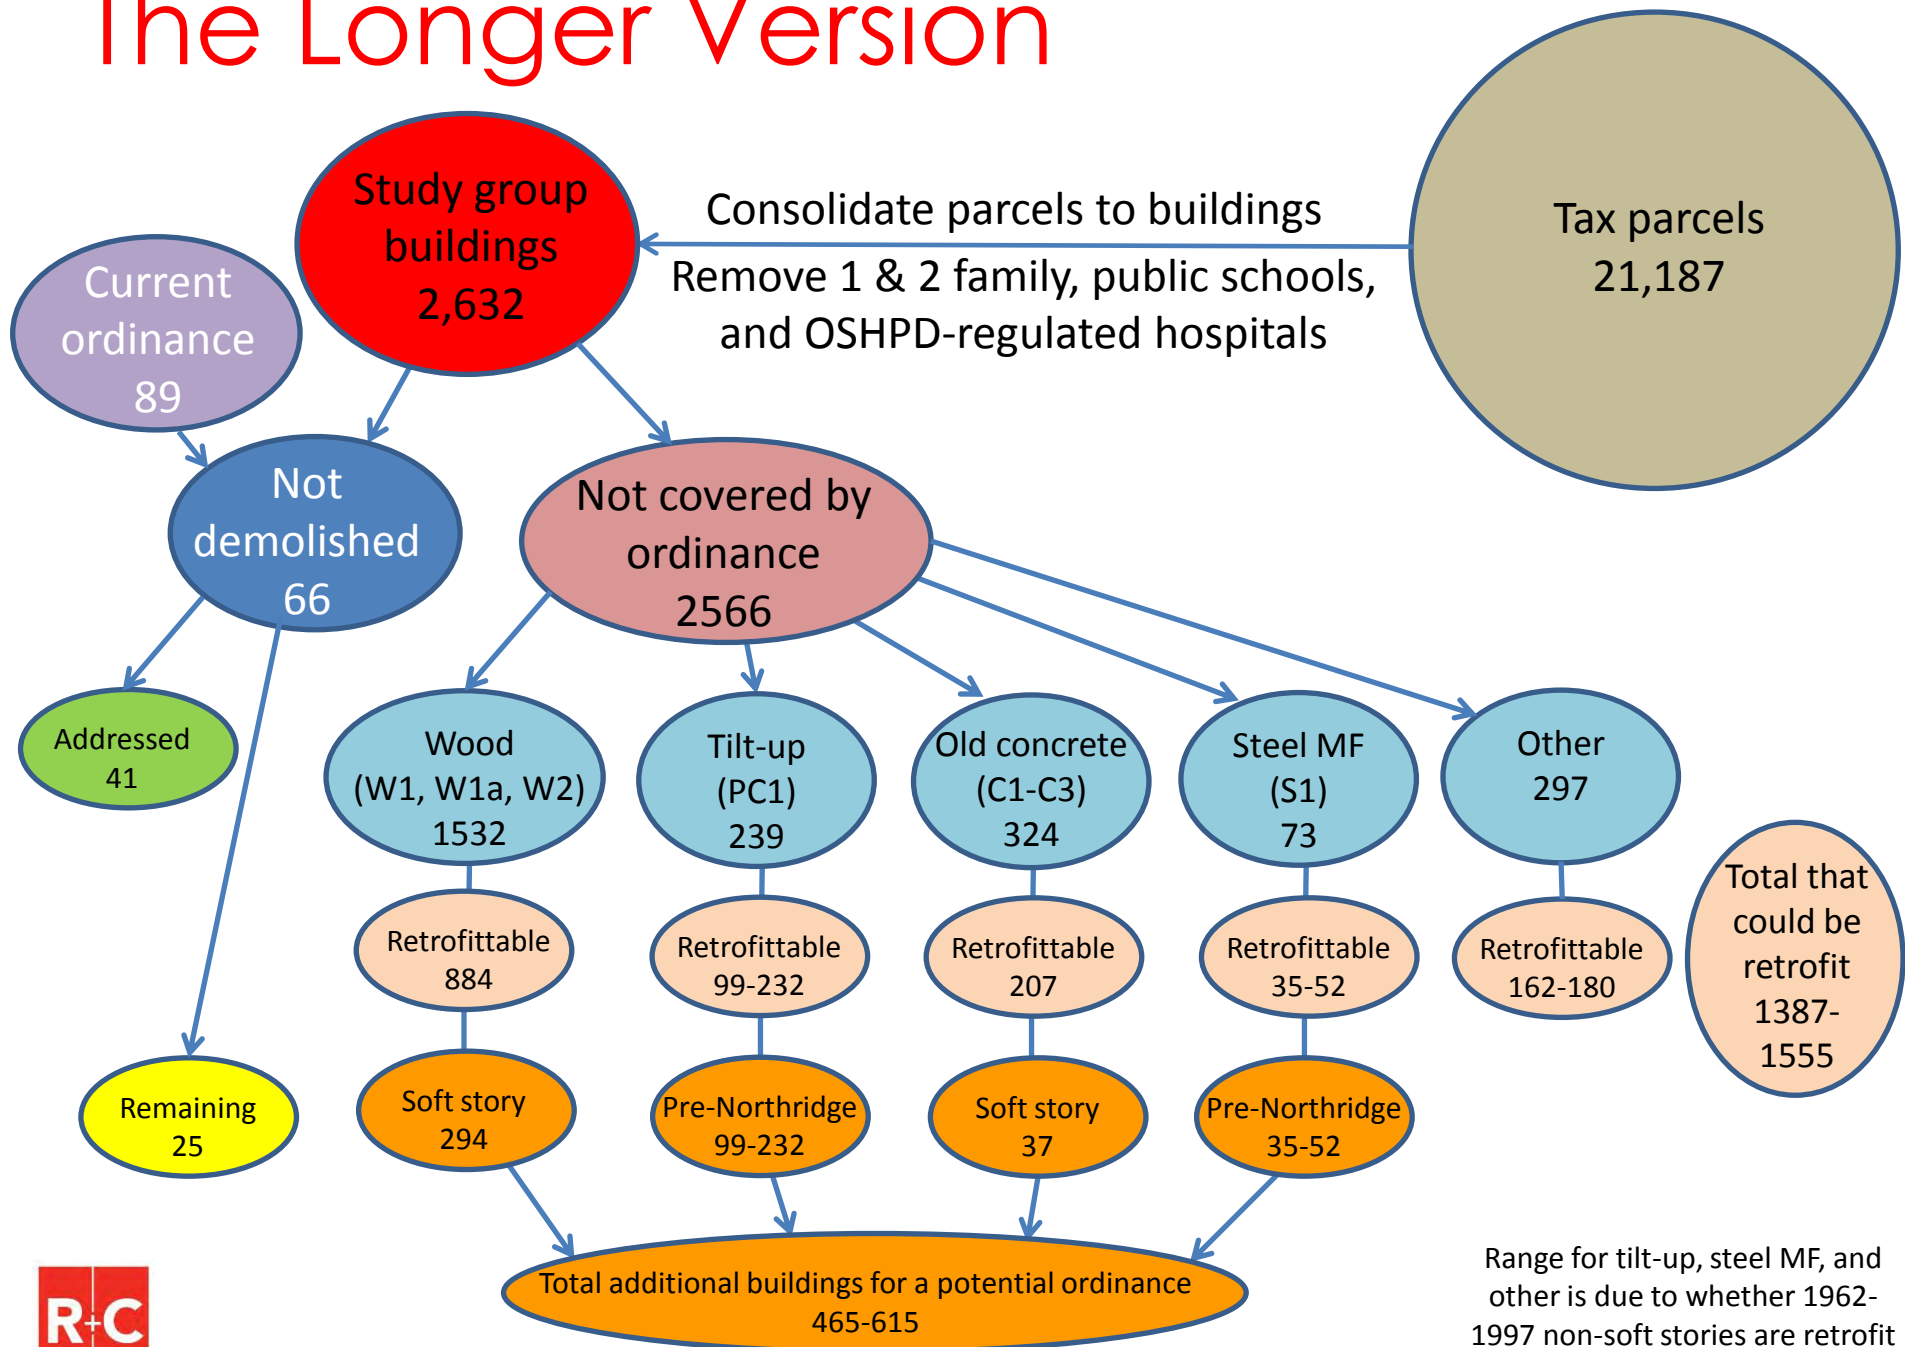 The Longer Version
Study group
buildings
2,632
Consolidate parcels to buildings
Remove 1 & 2 family, public schools,
and OSHPD-regulated hospitals
Tax parcels
21,187
Current
ordinance
89
Not
demolished
66
Not covered by
ordinance
2566
Addressed
41
Wood
(W1, W1a, W2)
1532
Tilt-up
(PC1)
239
Old concrete
(C1-C3)
324
Steel MF
(S1)
73
Other
297
Retrofittable
884
Retrofittable
99-232
Retrofittable
207
Retrofittable
35-52
Retrofittable
162-180
Total that
could be
retrofit
1387-
1555
Remaining
25
Soft story
294
Pre-Northridge
99-232
Soft story
37
Pre-Northridge
35-52
Total additional buildings for a potential ordinance
465-615
Range for tilt-up, steel MF, and
other is due to whether 1962-
1997 non-soft stories are retrofit
R+C